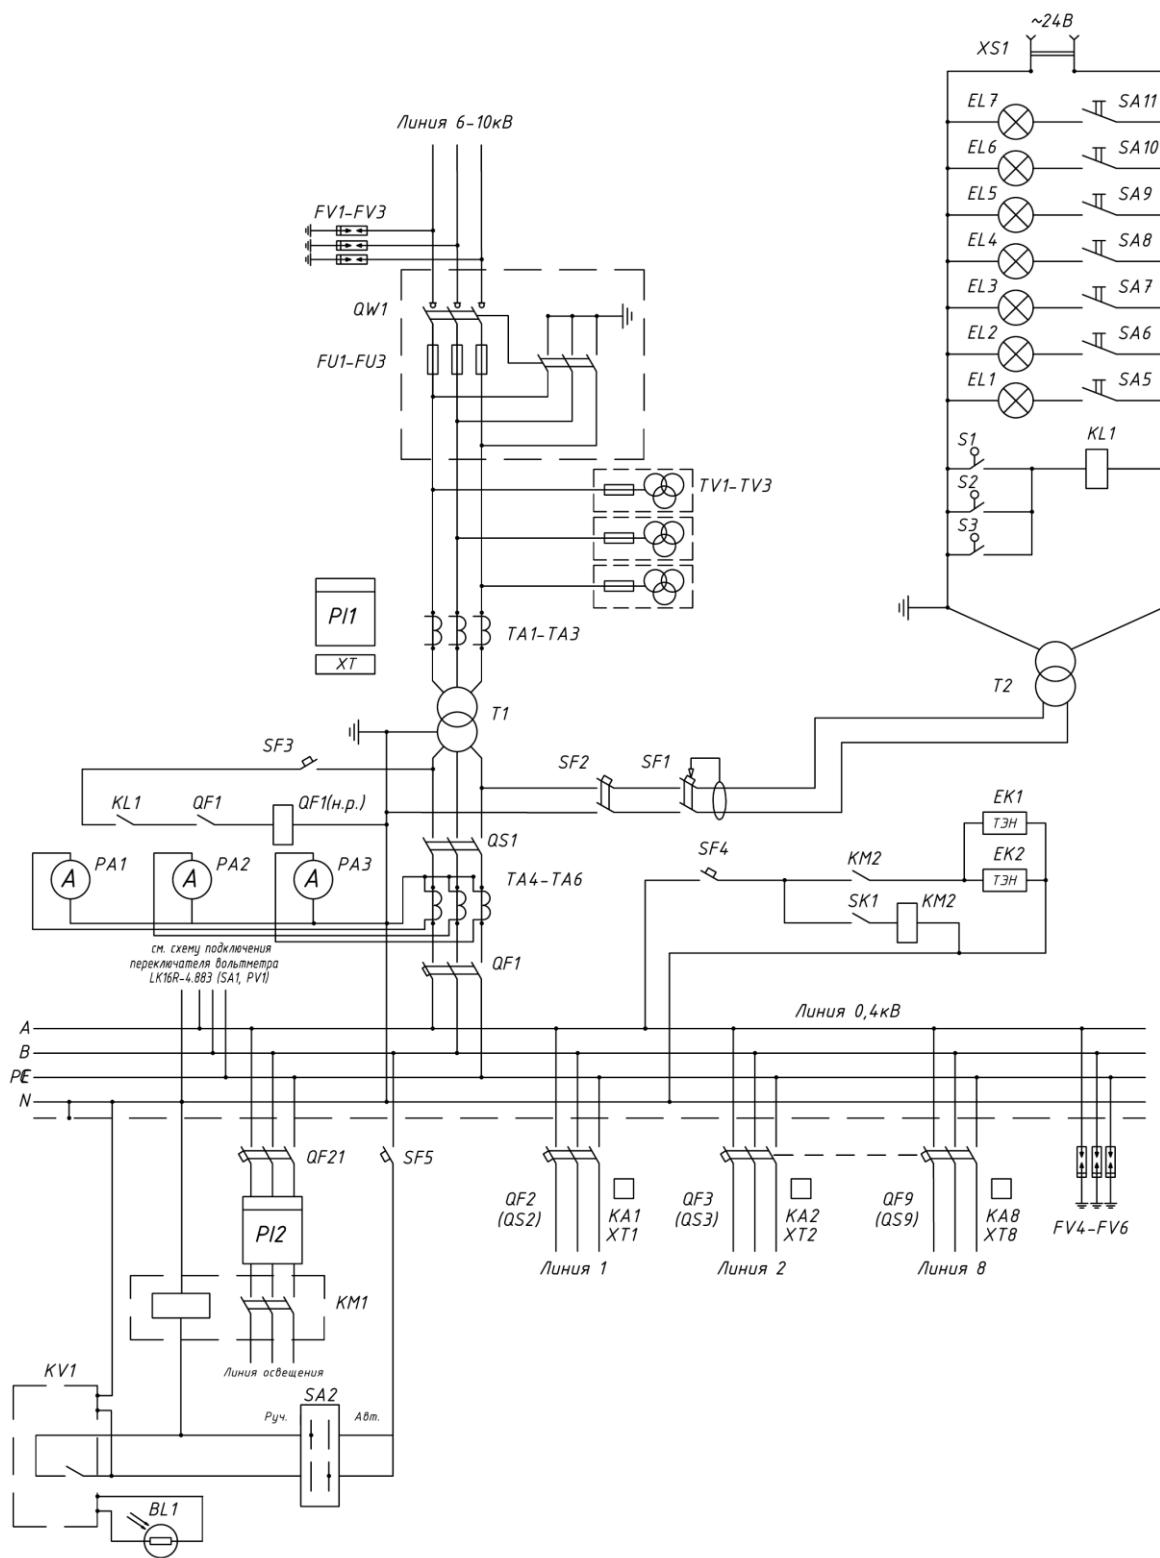 ~24В
XS1
EL7
SA11
Линия 6-10кВ
EL6
SA10
EL5
SA9
FV1-FV3
EL4
SA8
QW1
EL3
SA7
FU1-FU3
EL2
SA6
EL1
SA5
S1
KL1
S2
TV1-TV3
S3
PI1
TA1-TA3
XT
T1
T2
SF3
SF2
SF1
KL1
QF1
QF1(н.р.)
EK1
ТЭН
QS1
SF4
KM2
EK2
ТЭН
PA1
A
PA2
A
PA3
A
TA4-TA6
SK1
KM2
см. схему подключения
переключателя вольтметра
LK16R-4.883 (SA1, PV1)
QF1
Линия 0,4кВ
A
B
PE
C
N
QF21
SF5
QF2
(QS2)
KA1
XT1
QF3
(QS3)
KA2
XT2
QF9
(QS9)
KA8
XT8
FV4-FV6
PI2
Линия 1
Линия 2
Линия 8
KM1
Линия освещения
KV1
SA2
Руч.
Авт.
BL1